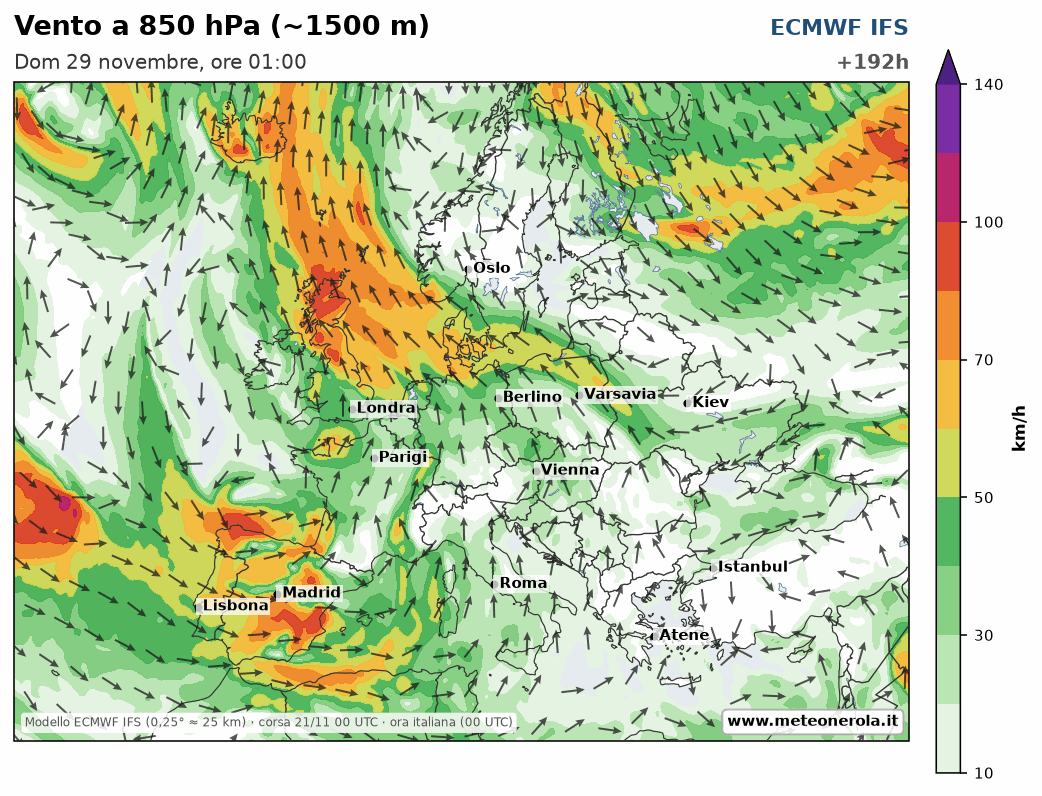 Vento a 850 hPa (~1500 m)
ECMWF IFS
Dom 29 novembre, ore 01:00
+192h
140
100
70
50
30
10
km/h
Oslo
Londra
Berlino
Varsavia
Kiev
Parigi
Vienna
Istanbul
Roma
Madrid
Lisbona
Atene
Modello ECMWF IFS (0,25° ≈ 25 km) · corsa 21/11 00 UTC · ora italiana (00 UTC)
www.meteonerola.it